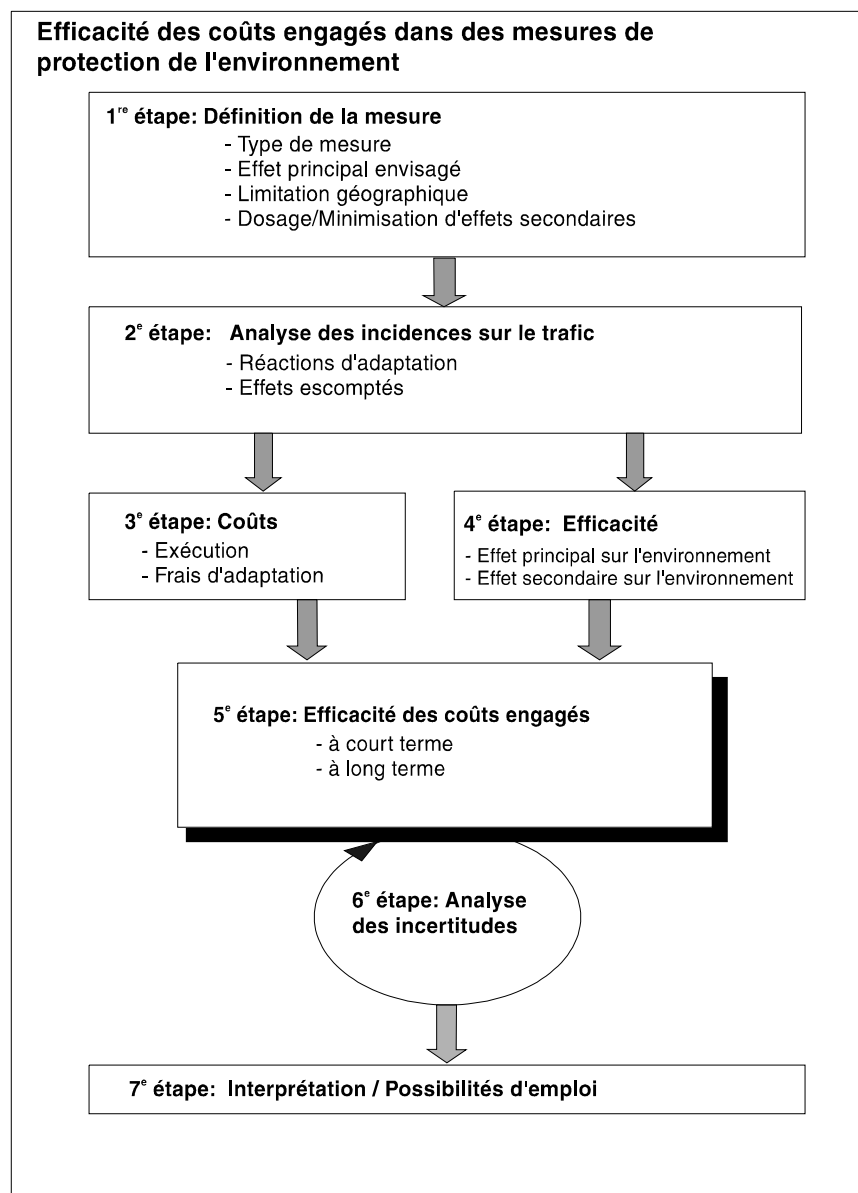 Efficacité des coûts engagés dans des mesures de
protection de l'environnement
1re étape: Définition de la mesure
- Type de mesure
- Effet principal envisagé
- Limitation géographique
- Dosage/Minimisation d'effets secondaires
2e étape: Analyse des incidences sur le trafic
- Réactions d'adaptation
- Effets escomptés
3e étape: Coûts
- Exécution
- Frais d'adaptation
4e étape: Efficacité
- Effet principal sur l'environnement
- Effet secondaire sur l'environnement
5e étape: Efficacité des coûts engagés
- à court terme
- à long terme
6e étape: Analyse
des incertitudes
7e étape: Interprétation / Possibilités d'emploi